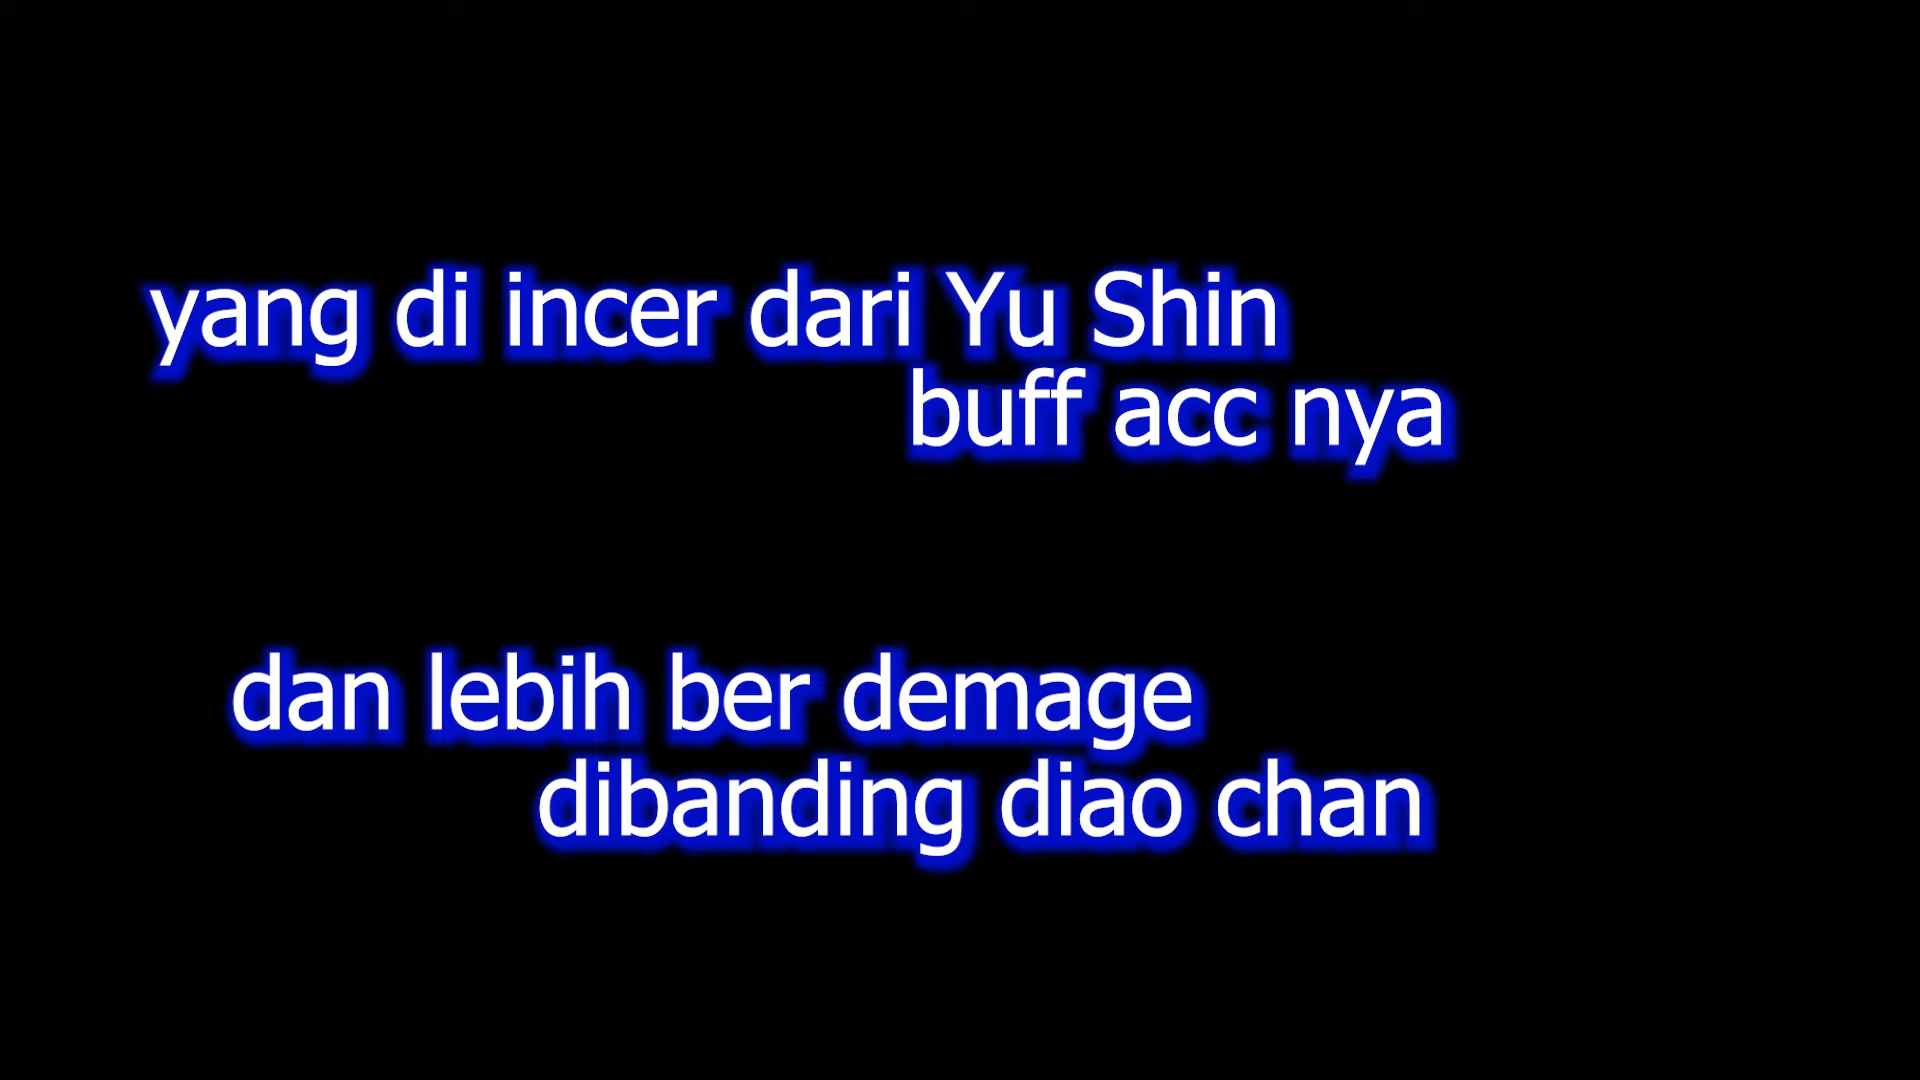 yang di incer dari Yu Shin
buff acc nya
dan lebih ber demage
dibanding diao chan